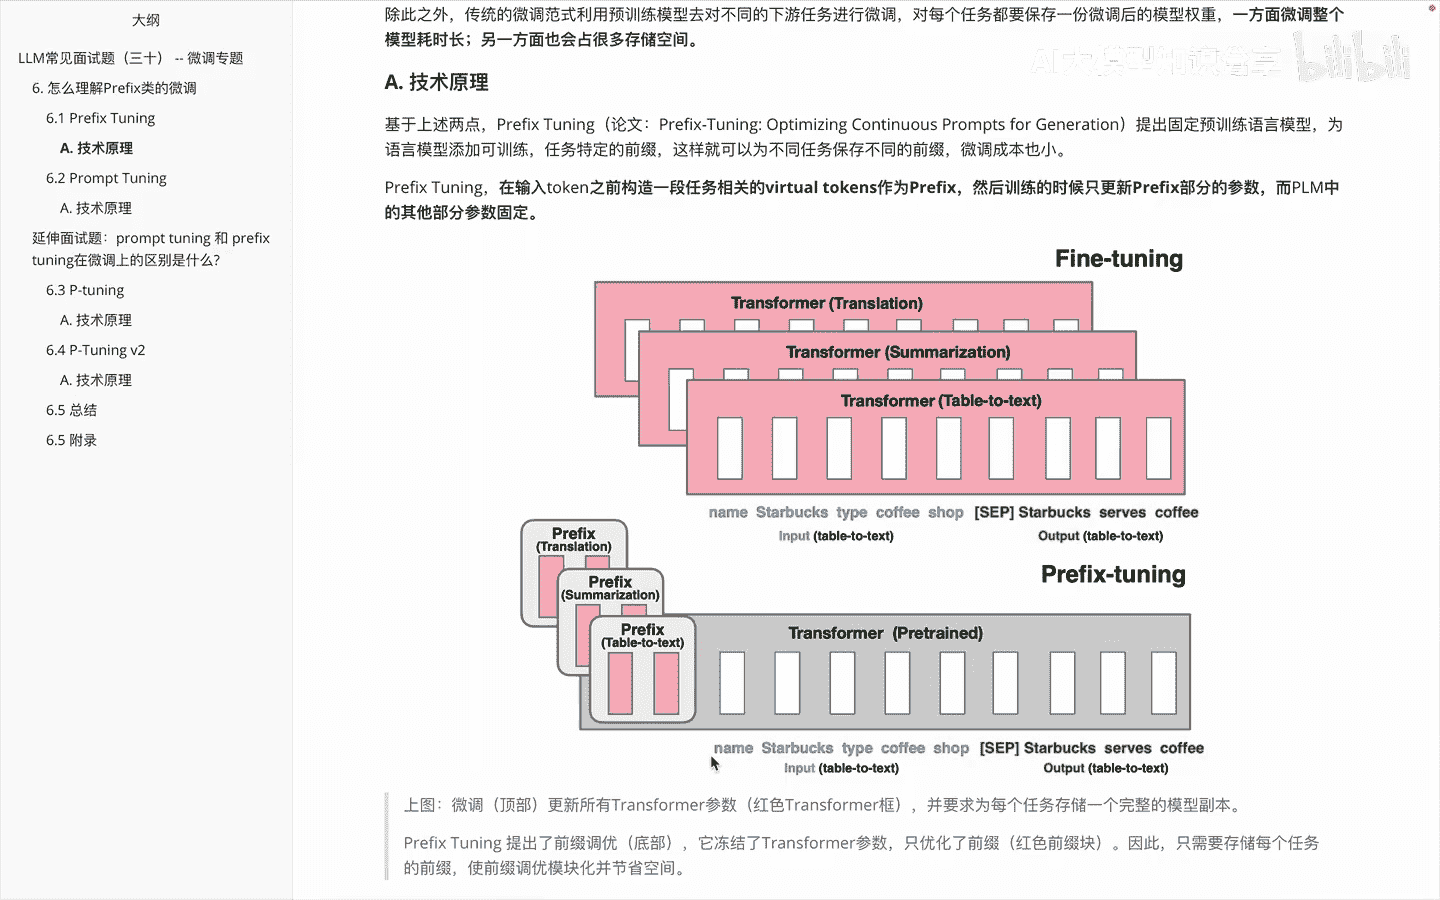 大纲
LLM常见面试题（三十） -- 微调专题
6. 怎么理解Prefix类的微调
6.1 Prefix Tuning
A. 技术原理
6.2 Prompt Tuning
A. 技术原理
延伸面试题：prompt tuning 和 prefix
tuning在微调上的区别是什么?
6.3 P-tuning
A. 技术原理
6.4 P-Tuning v2
A. 技术原理
6.5 总结
6.5 附录
除此之外，传统的微调范式利用预训练模型去对不同的下游任务进行微调，对每个任务都要保存一份微调后的模型权重，一方面微调整个
模型耗时长；另一方面也会占很多存储空间。
AI大模型知识分享 bilibili
A. 技术原理
基于上述两点，Prefix Tuning（论文：Prefix-Tuning: Optimizing Continuous Prompts for Generation）提出固定预训练语言模型，为
语言模型添加可训练，任务特定的前缀，这样就可以为不同任务保存不同的前缀，微调成本也小。
Prefix Tuning，在输入token之前构造一段任务相关的virtual tokens作为Prefix，然后训练的时候只更新Prefix部分的参数，而PLM中
的其他部分参数固定。
Fine-tuning
Transformer (Translation)
Transformer (Summarization)
Transformer (Table-to-text)
name Starbucks type coffee shop [SEP] Starbucks serves coffee
Input (table-to-text) Output (table-to-text)
Prefix-tuning
Prefix
(Translation)
Prefix
(Summarization)
Prefix
(Table-to-text)
Transformer (Pretrained)
name Starbucks type coffee shop [SEP] Starbucks serves coffee
Input (table-to-text) Output (table-to-text)
上图：微调（顶部）更新所有Transformer参数（红色Transformer框），并要求为每个任务存储一个完整的模型副本。
Prefix Tuning 提出了前缀调优（底部），它冻结了Transformer参数，只优化了前缀（红色前缀块）。因此，只需要存储每个任务
的前缀，使前缀调优模块化并节省空间。